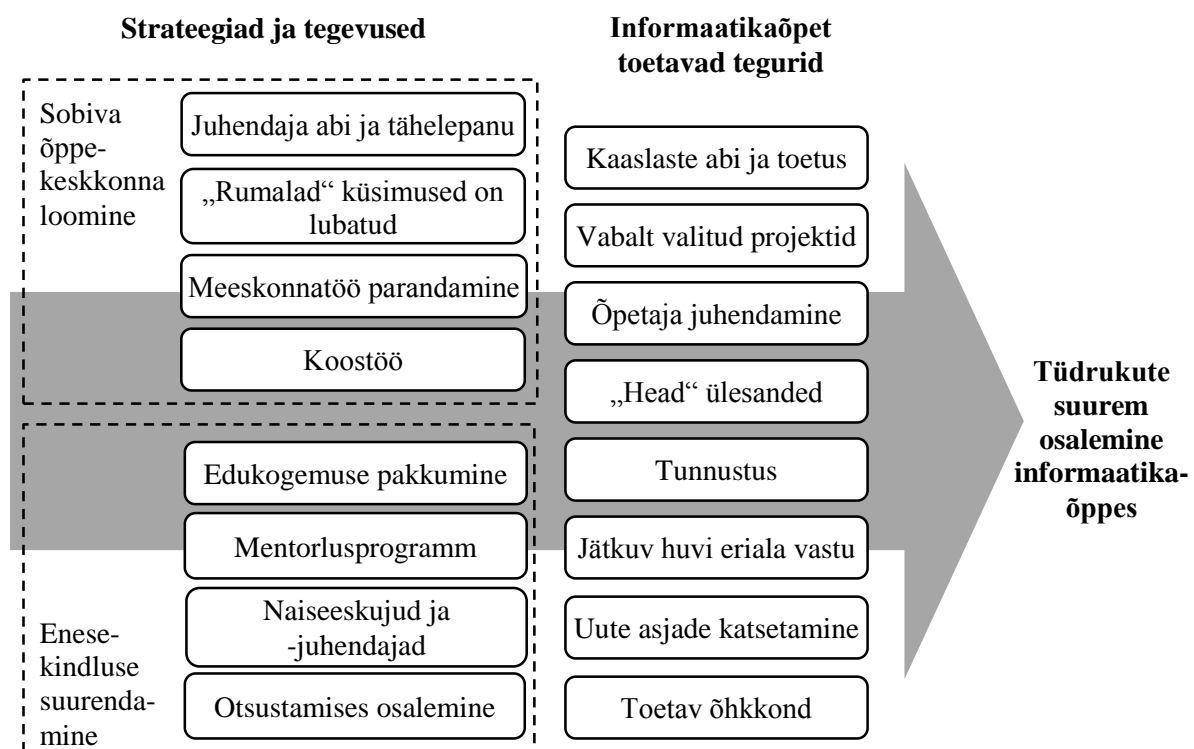 Strateegiad ja tegevused
Informaatikaõpet
toetavad tegurid
Sobiva
õppe-
keskkonna
loomine
Juhendaja abi ja tähelepanu
„Rumalad“ küsimused on
lubatud
Meeskonnatöö parandamine
Koostöö
Enese-
kindluse
suurenda-
mine
Edukogemuse pakkumine
Mentorlusprogramm
Naiseeskujud ja
-juhendajad
Otsustamises osalemine
Kaaslaste abi ja toetus
Vabalt valitud projektid
Õpetaja juhendamine
„Head“ ülesanded
Tunnustus
Jätkuv huvi eriala vastu
Uute asjade katsetamine
Toetav õhkkond
Tüdrukute
suurem
osalemine
informaatika-
õppes